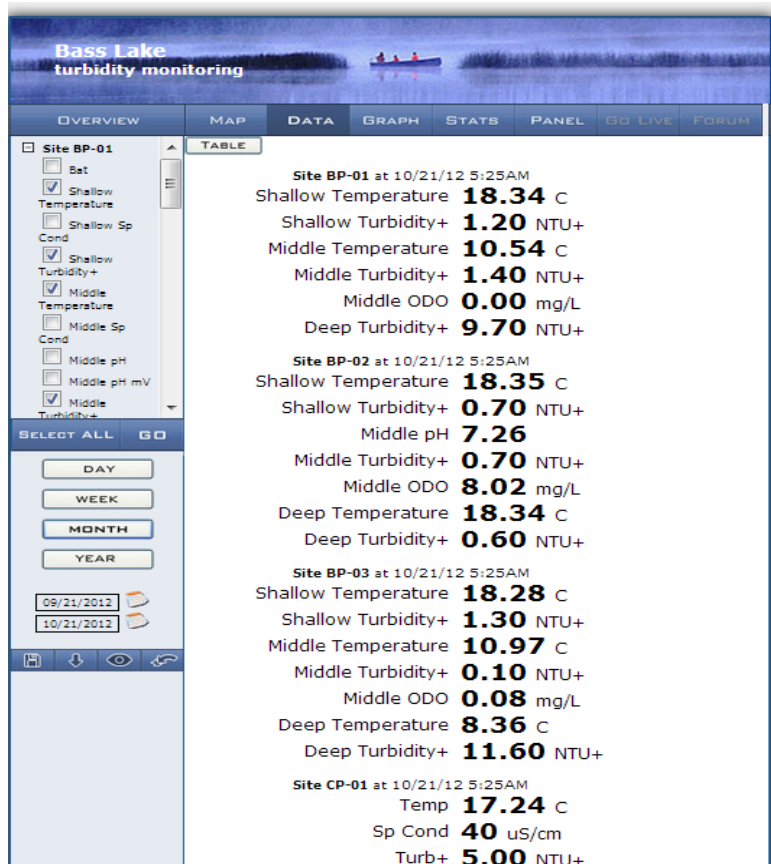 Bass Lake
turbidity monitoring
OVERVIEW MAP DATA GRAPH STATS PANEL GO LIVE FORUM
Site BP-01
Bat
Shallow
Temperature
Shallow Sp
Cond
Shallow
Turbidity+
Middle
Temperature
Middle Sp
Cond
Middle pH
Middle pH mV
Middle
Turbidity+
SELECT ALL GO
DAY
WEEK
MONTH
YEAR
09/21/2012
10/21/2012
TABLE
Site BP-01 at 10/21/12 5:25AM
Shallow Temperature 18.34 C
Shallow Turbidity+ 1.20 NTU+
Middle Temperature 10.54 C
Middle Turbidity+ 1.40 NTU+
Middle ODO 0.00 mg/L
Deep Turbidity+ 9.70 NTU+
Site BP-02 at 10/21/12 5:25AM
Shallow Temperature 18.35 C
Shallow Turbidity+ 0.70 NTU+
Middle pH 7.26
Middle Turbidity+ 0.70 NTU+
Middle ODO 8.02 mg/L
Deep Temperature 18.34 C
Deep Turbidity+ 0.60 NTU+
Site BP-03 at 10/21/12 5:25AM
Shallow Temperature 18.28 C
Shallow Turbidity+ 1.30 NTU+
Middle Temperature 10.97 C
Middle Turbidity+ 0.10 NTU+
Middle ODO 0.08 mg/L
Deep Temperature 8.36 C
Deep Turbidity+ 11.60 NTU+
Site CP-01 at 10/21/12 5:25AM
Temp 17.24 C
Sp Cond 40 uS/cm
Turb+ 5.00 NTU+